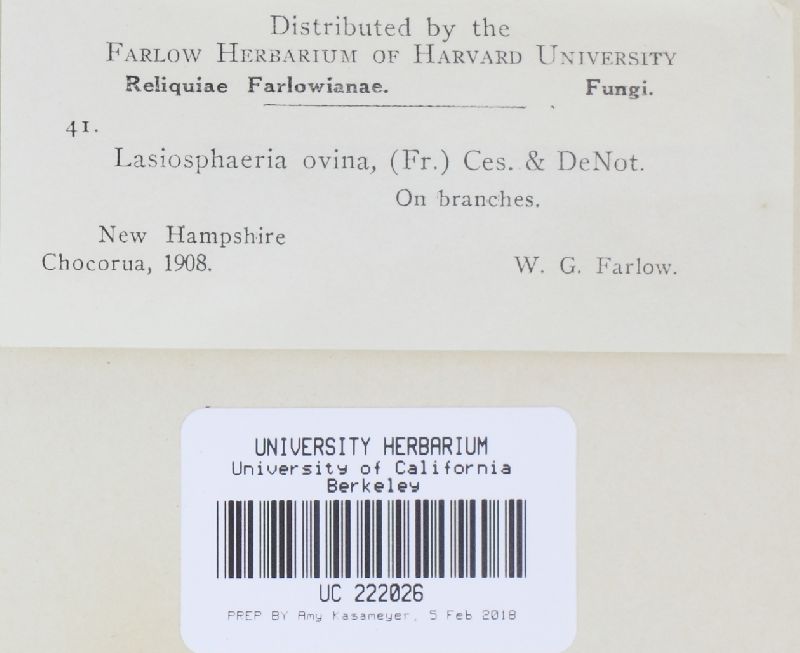 Distributed by the
FARLOW HERBARIUM OF HARVARD UNIVERSITY
Reliquiae Farlowianae. Fungi.
41.
Lasiosphaeria ovina, (Fr.) Ces. & DeNot.
On branches.
New Hampshire
Chocorua, 1908. W. G. Farlow.
UNIVERSITY HERBARIUM
University of California
Berkeley
UC 222026
PREP BY Amy Kasameyer, 5 Feb 2018